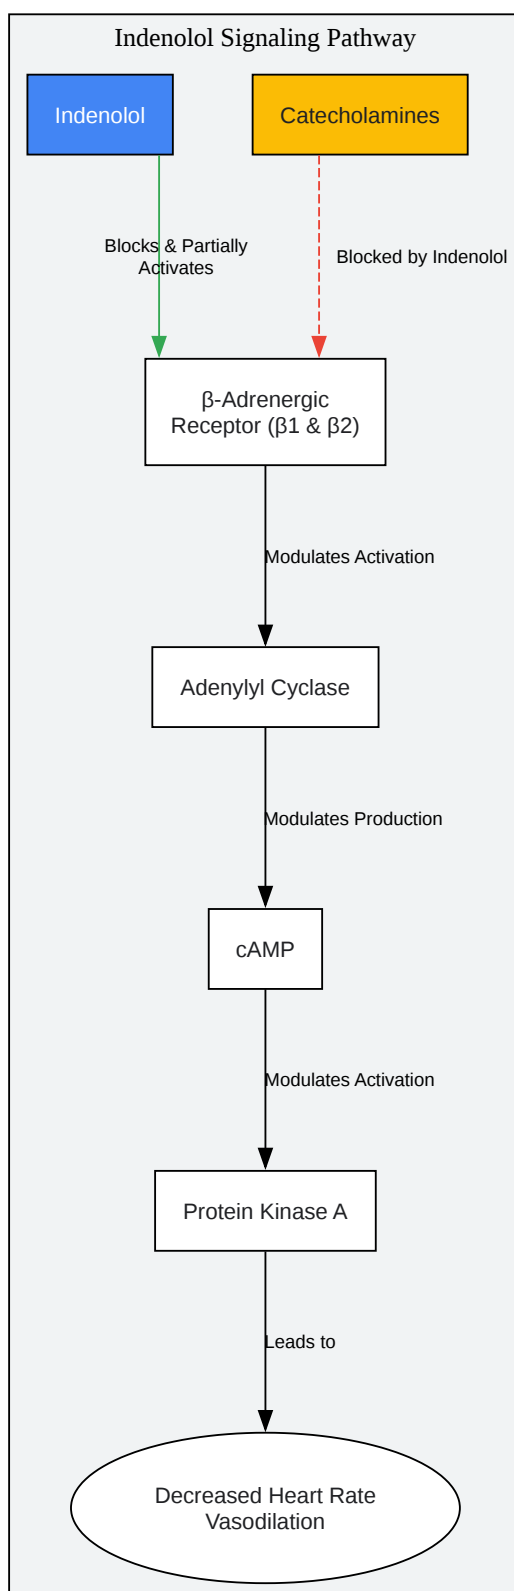 Indenolol Signaling Pathway
Indenolol
Catecholamines
Blocks & Partially
Activates
Blocked by Indenolol
β-Adrenergic
Receptor (β1 & β2)
Modulates Activation
Adenylyl Cyclase
Modulates Production
cAMP
Modulates Activation
Protein Kinase A
Leads to
Decreased Heart Rate
Vasodilation